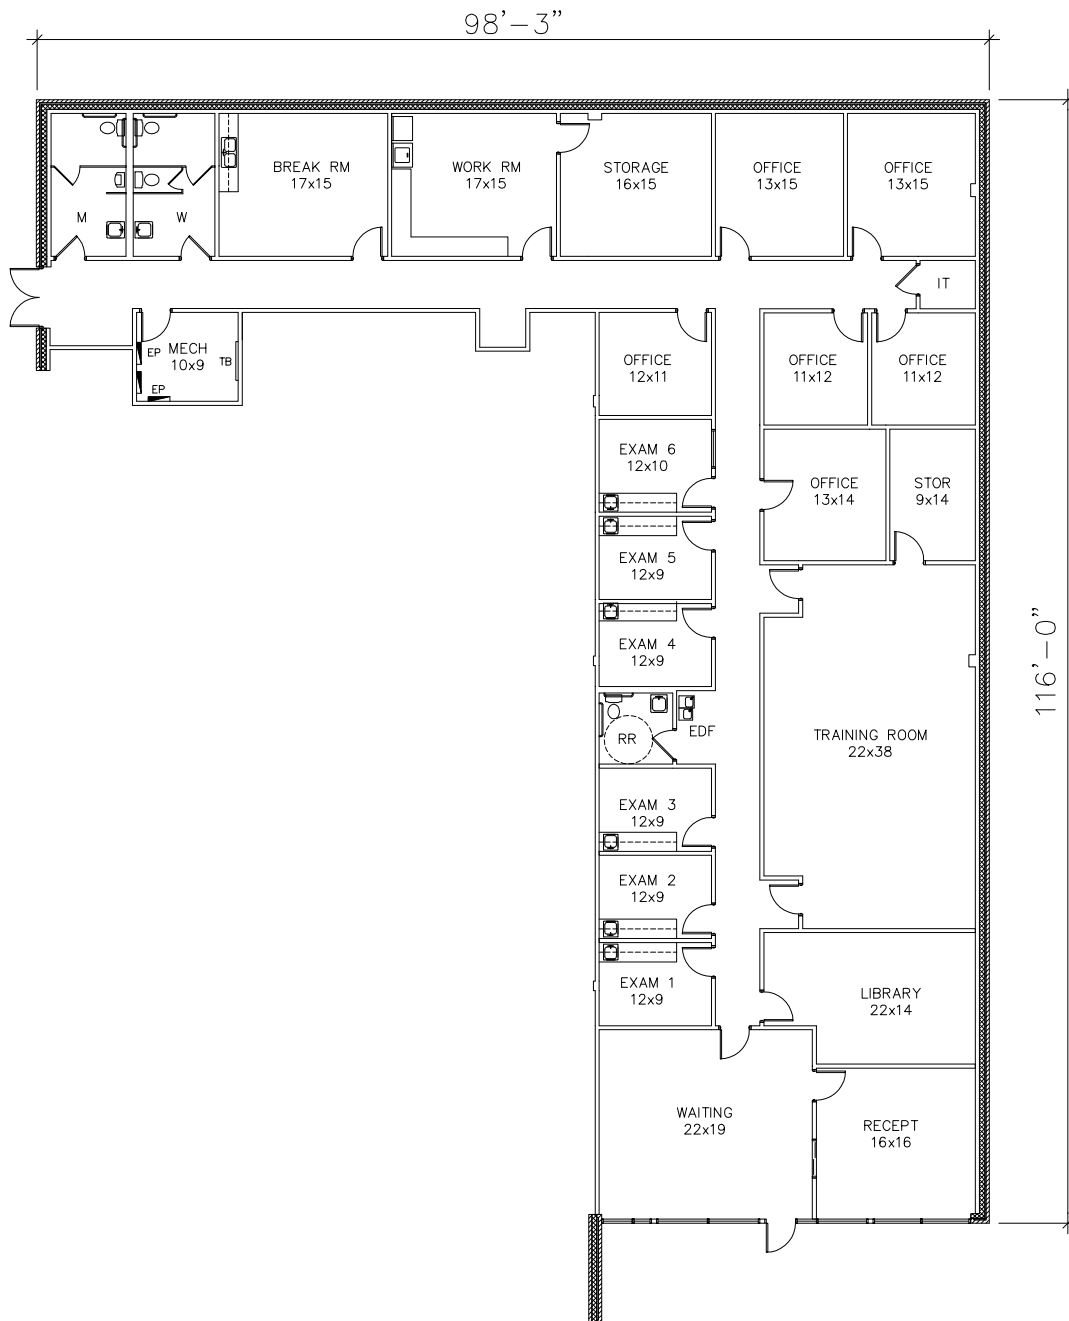 98'-3"
BREAK RM
17x15
WORK RM
17x15
STORAGE
16x15
OFFICE
13x15
OFFICE
13x15
M
W
IT
MECH
10x9
EP
TB
EP
OFFICE
12x11
OFFICE
11x12
OFFICE
11x12
EXAM 6
12x10
OFFICE
13x14
STOR
9x14
EXAM 5
12x9
EXAM 4
12x9
116'-0"
RR
EDF
TRAINING ROOM
22x38
EXAM 3
12x9
EXAM 2
12x9
EXAM 1
12x9
LIBRARY
22x14
WAITING
22x19
RECEPT
16x16